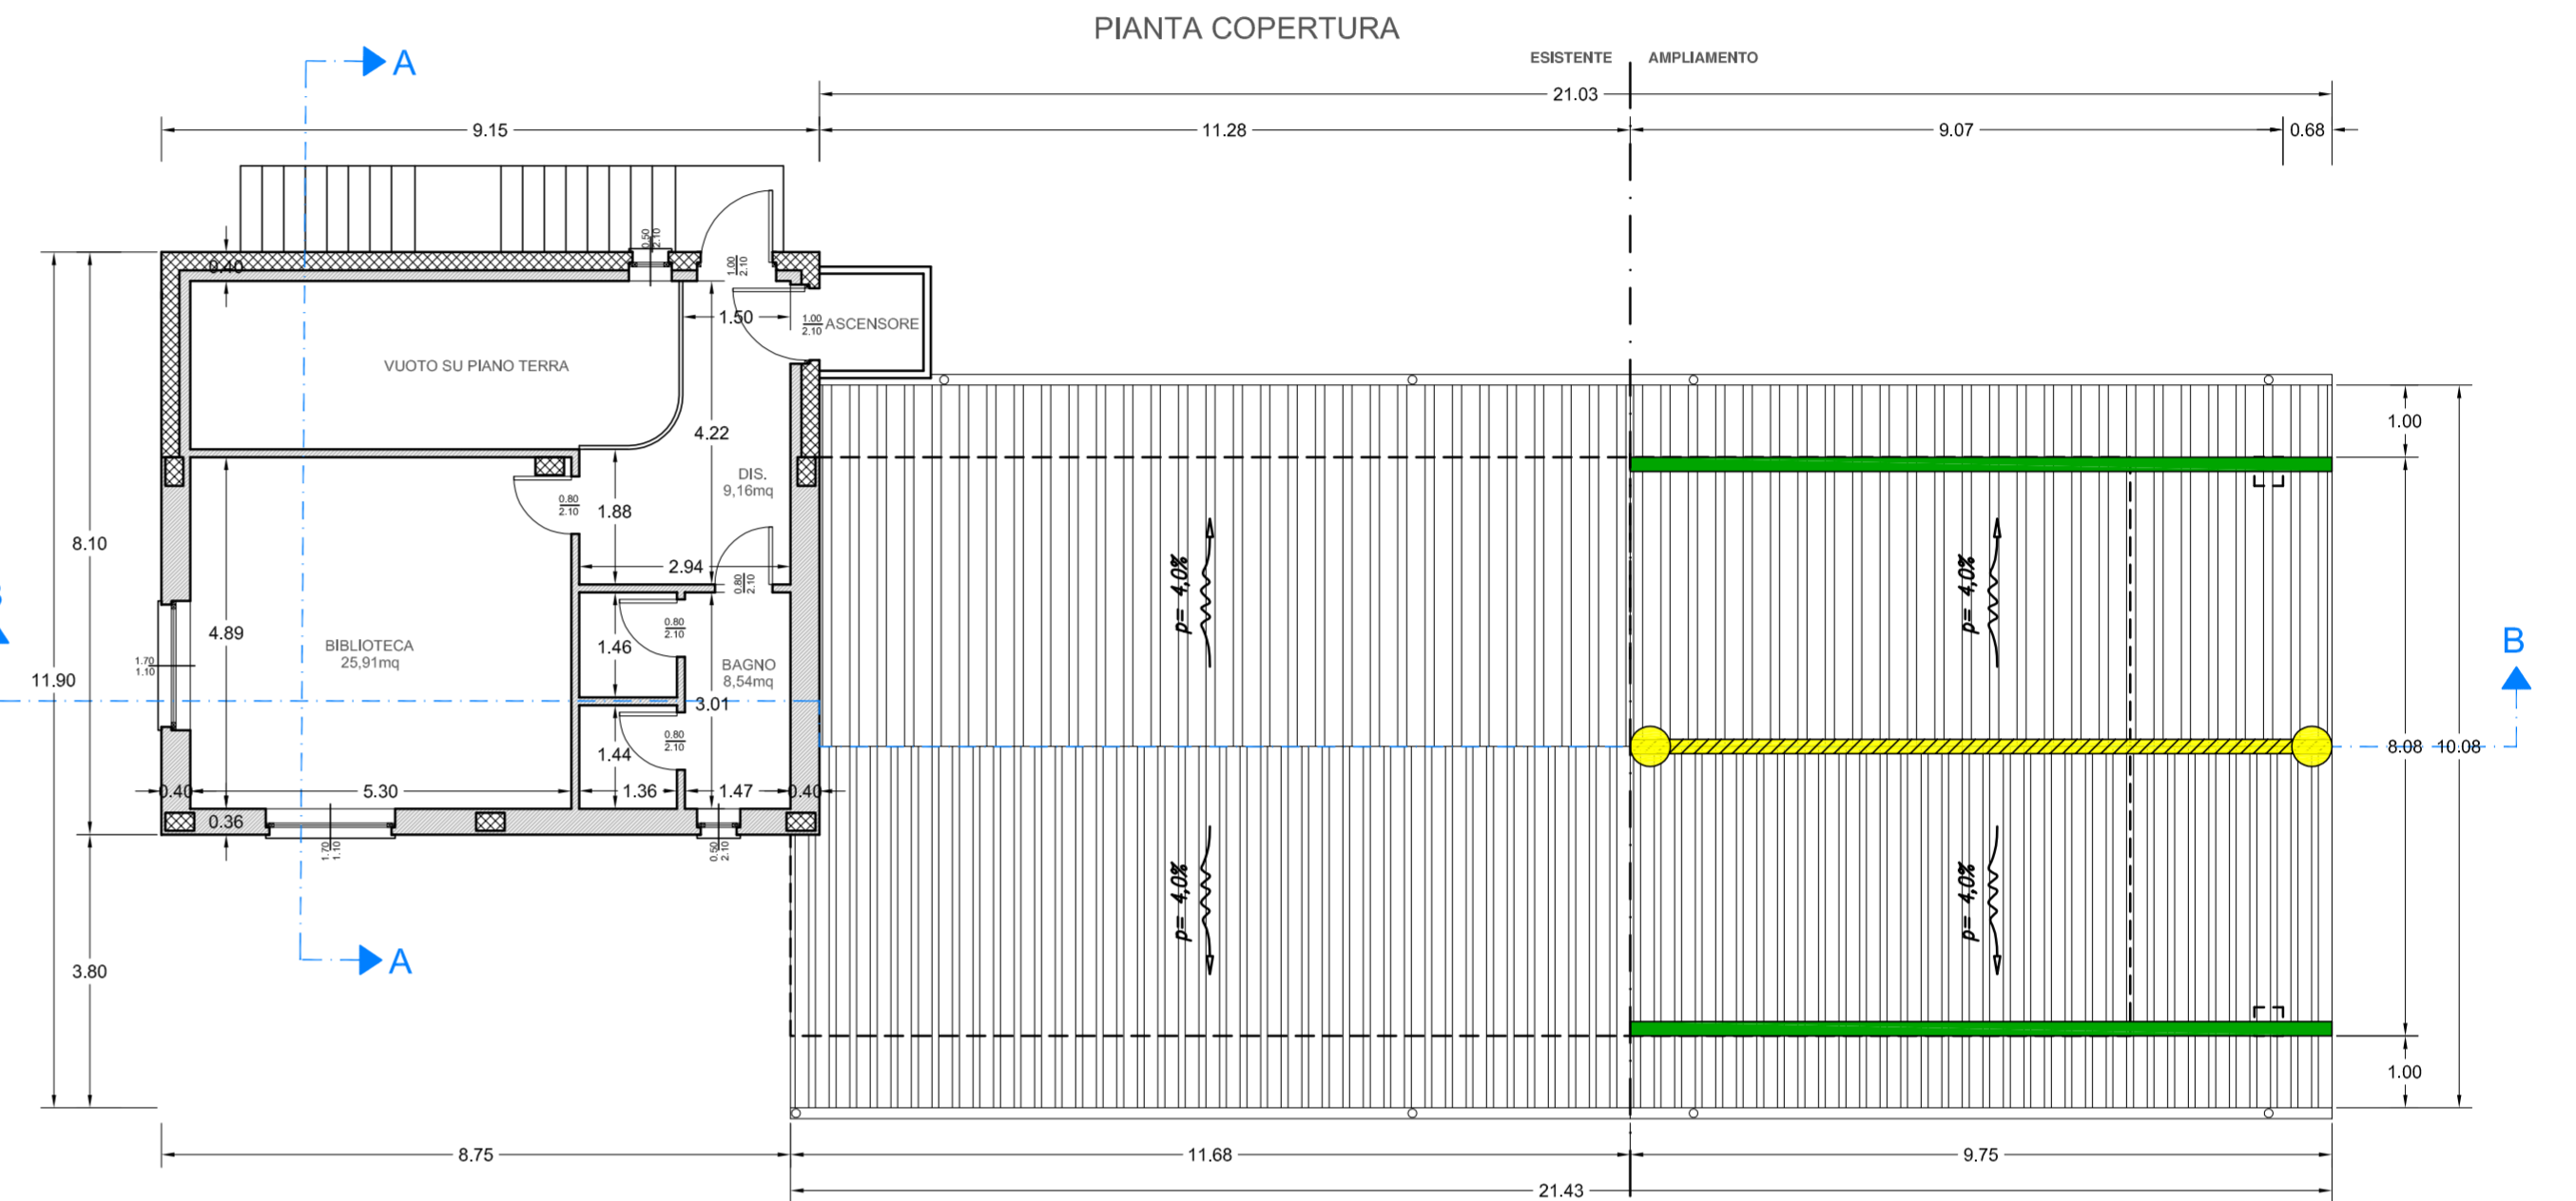 PIANTA COPERTURA
ESISTENTE AMPLIAMENTO
A
21.03
9.15 11.28 9.07 0.68
0.50
2.10
0.40
1.00
2.10
1.50
1.00
2.10
ASCENSORE
VUOTO SU PIANO TERRA
1.00
4.22
DIS.
9,16mq
0.80
2.10
1.88
8.10
p= 4,0%
p= 4,0%
2.94
0.80
2.10
4.89
0.80
2.10
1.46
BIBLIOTECA
25,91mq
1.70
1.10
BAGNO
8,54mq
B
11.90
3.01
0.80
2.10
1.44
8.08 10.08
0.40 5.30 1.36 1.47 0.40
0.36
1.70
1.10
0.50
2.10
p= 4,0%
p= 4,0%
A
3.80
1.00
8.75 11.68 9.75
21.43